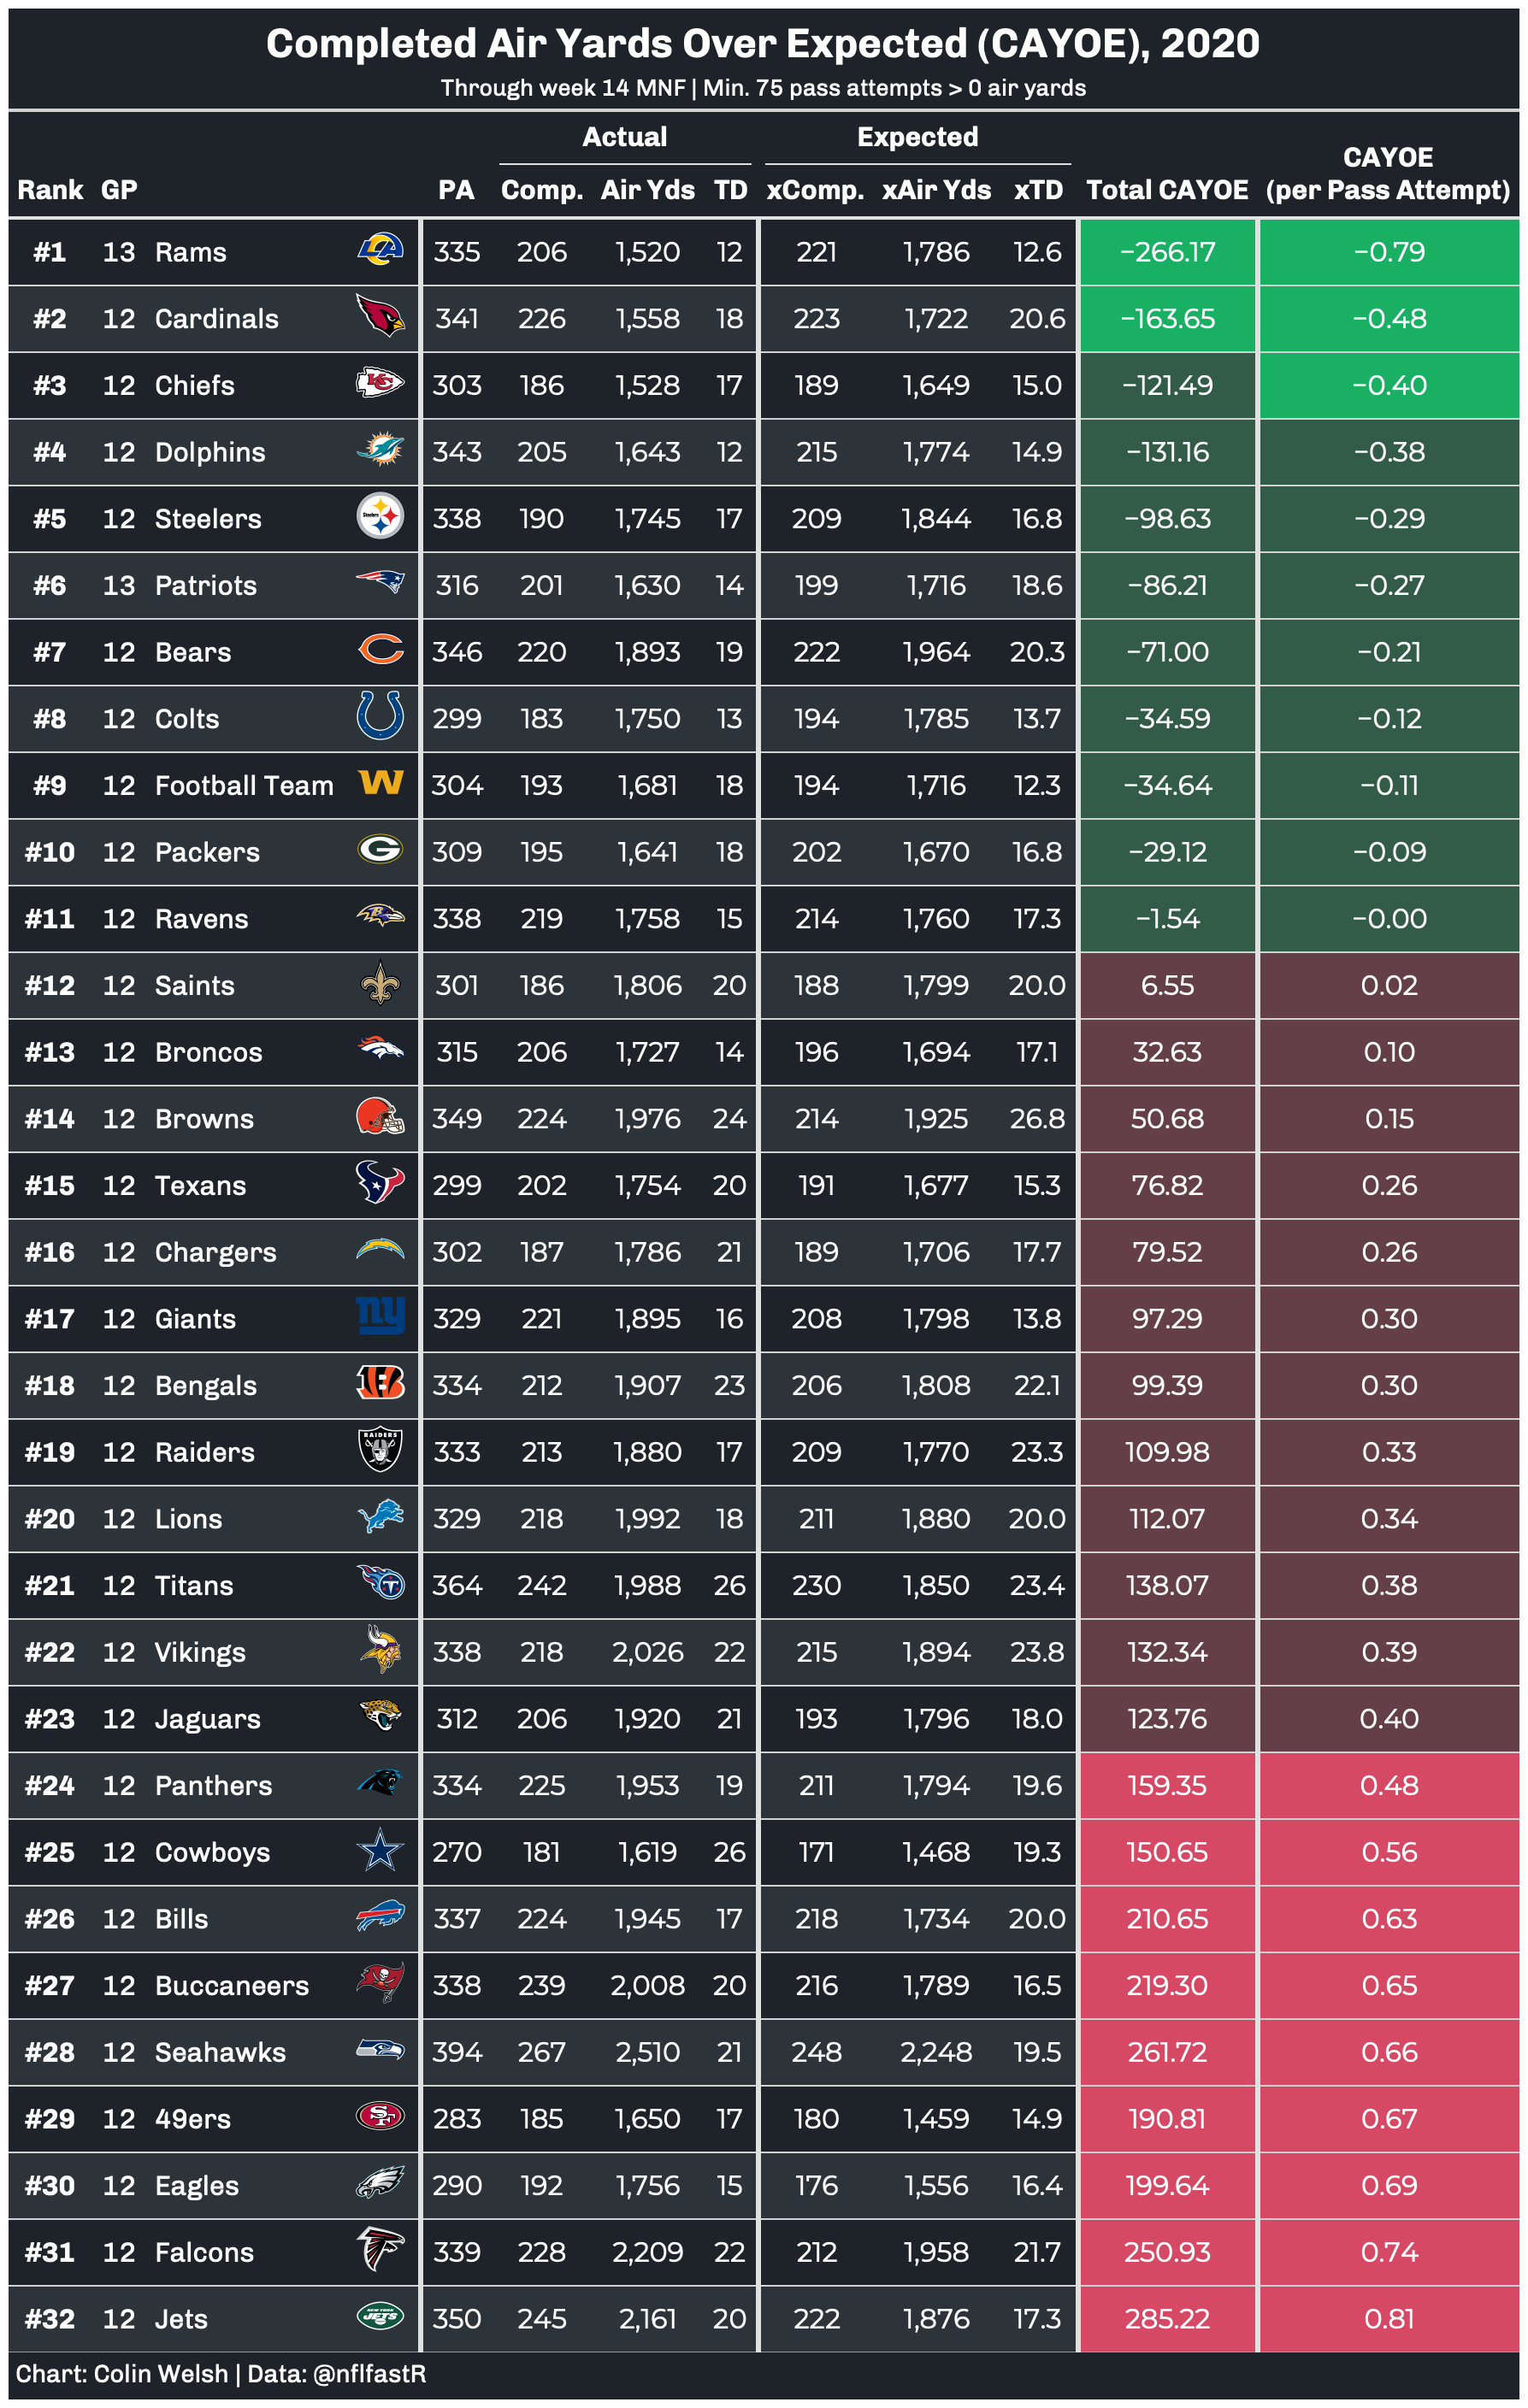 Completed Air Yards Over Expected (CAYOE), 2020
Through week 14 MNF | Min. 75 pass attempts > 0 air yards
Actual Expected
CAYOE
Rank GP PA Comp. Air Yds TD xComp. xAir Yds xTD Total CAYOE (per Pass Attempt)
#1 13 Rams 335 206 1,520 12 221 1,786 12.6 −266.17 −0.79
#2 12 Cardinals 341 226 1,558 18 223 1,722 20.6 −163.65 −0.48
#3 12 Chiefs 303 186 1,528 17 189 1,649 15.0 −121.49 −0.40
#4 12 Dolphins 343 205 1,643 12 215 1,774 14.9 −131.16 −0.38
#5 12 Steelers 338 190 1,745 17 209 1,844 16.8 −98.63 −0.29
#6 13 Patriots 316 201 1,630 14 199 1,716 18.6 −86.21 −0.27
#7 12 Bears 346 220 1,893 19 222 1,964 20.3 −71.00 −0.21
#8 12 Colts 299 183 1,750 13 194 1,785 13.7 −34.59 −0.12
#9 12 Football Team 304 193 1,681 18 194 1,716 12.3 −34.64 −0.11
#10 12 Packers 309 195 1,641 18 202 1,670 16.8 −29.12 −0.09
#11 12 Ravens 338 219 1,758 15 214 1,760 17.3 −1.54 −0.00
#12 12 Saints 301 186 1,806 20 188 1,799 20.0 6.55 0.02
#13 12 Broncos 315 206 1,727 14 196 1,694 17.1 32.63 0.10
#14 12 Browns 349 224 1,976 24 214 1,925 26.8 50.68 0.15
#15 12 Texans 299 202 1,754 20 191 1,677 15.3 76.82 0.26
#16 12 Chargers 302 187 1,786 21 189 1,706 17.7 79.52 0.26
#17 12 Giants 329 221 1,895 16 208 1,798 13.8 97.29 0.30
#18 12 Bengals 334 212 1,907 23 206 1,808 22.1 99.39 0.30
#19 12 Raiders 333 213 1,880 17 209 1,770 23.3 109.98 0.33
#20 12 Lions 329 218 1,992 18 211 1,880 20.0 112.07 0.34
#21 12 Titans 364 242 1,988 26 230 1,850 23.4 138.07 0.38
#22 12 Vikings 338 218 2,026 22 215 1,894 23.8 132.34 0.39
#23 12 Jaguars 312 206 1,920 21 193 1,796 18.0 123.76 0.40
#24 12 Panthers 334 225 1,953 19 211 1,794 19.6 159.35 0.48
#25 12 Cowboys 270 181 1,619 26 171 1,468 19.3 150.65 0.56
#26 12 Bills 337 224 1,945 17 218 1,734 20.0 210.65 0.63
#27 12 Buccaneers 338 239 2,008 20 216 1,789 16.5 219.30 0.65
#28 12 Seahawks 394 267 2,510 21 248 2,248 19.5 261.72 0.66
#29 12 49ers 283 185 1,650 17 180 1,459 14.9 190.81 0.67
#30 12 Eagles 290 192 1,756 15 176 1,556 16.4 199.64 0.69
#31 12 Falcons 339 228 2,209 22 212 1,958 21.7 250.93 0.74
#32 12 Jets 350 245 2,161 20 222 1,876 17.3 285.22 0.81
Chart: Colin Welsh | Data: @nflfastR